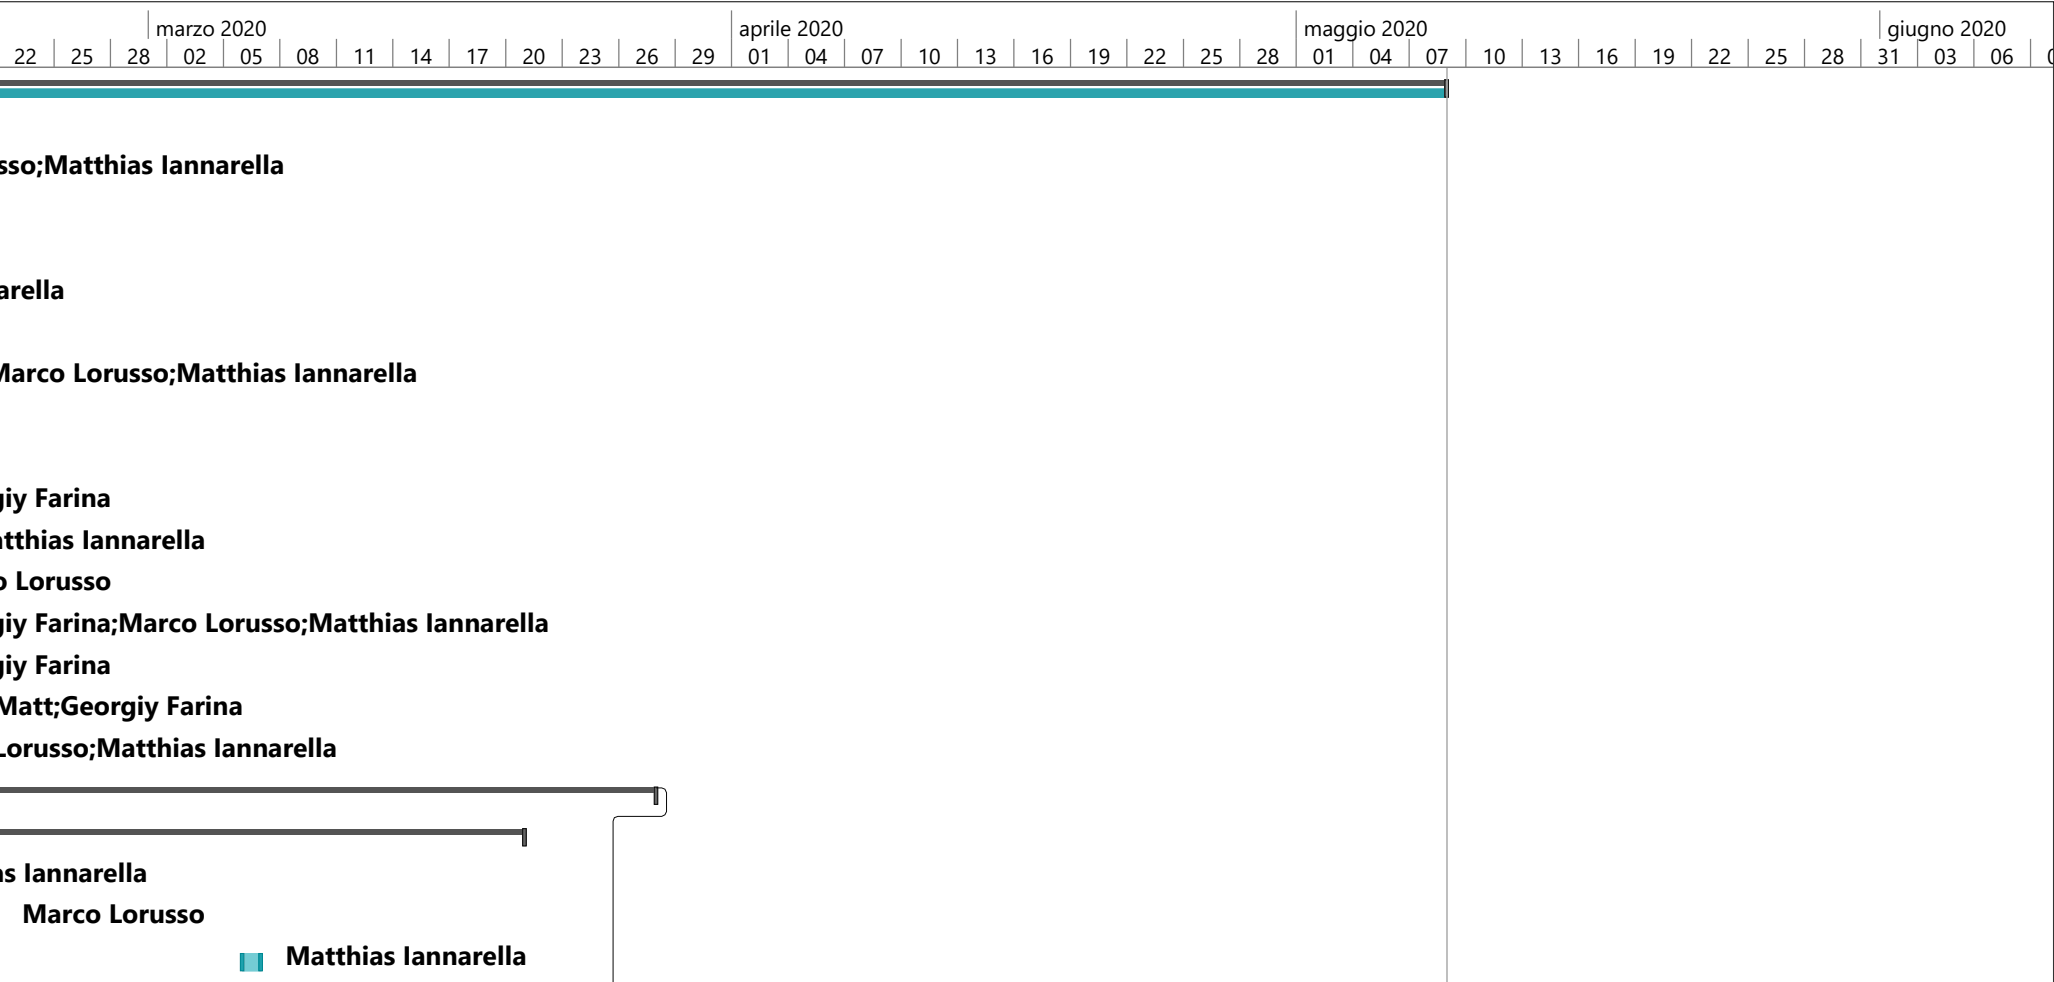 marzo 2020 aprile 2020 maggio 2020 giugno 2020
22 25 28 02 05 08 11 14 17 20 23 26 29 01 04 07 10 13 16 19 22 25 28 01 04 07 10 13 16 19 22 25 28 31 03 06
sso;Matthias Iannarella
arella
Marco Lorusso;Matthias Iannarella
giy Farina
atthias Iannarella
o Lorusso
giy Farina;Marco Lorusso;Matthias Iannarella
giy Farina
Matt;Georgiy Farina
Lorusso;Matthias Iannarella
as Iannarella
Marco Lorusso
Matthias Iannarella